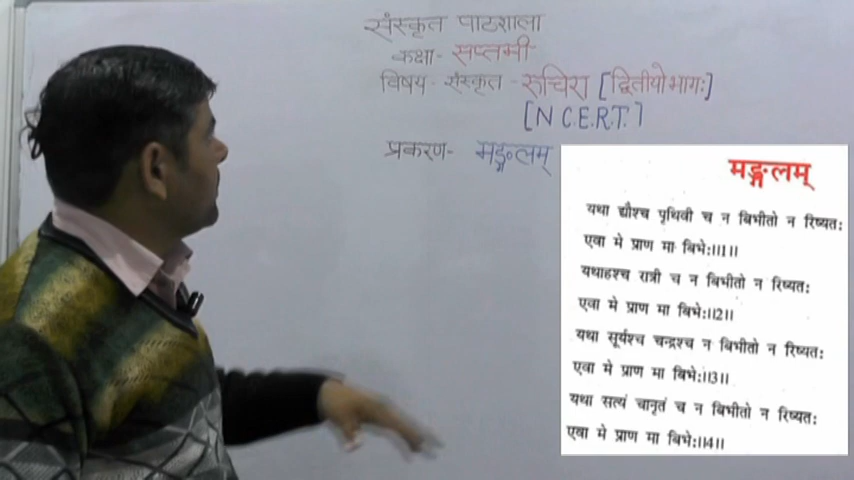 संस्कृत पाठशाला
कक्षा- सप्तमी
विषय- संस्कृत - रुचिरा [द्वितीयोभागः]
[N C.E.R.T.]
प्रकरण- मङ्गलम्
मङ्गलम्
यथा द्यौश्च पृथिवी च न बिभीतो न रिष्यतः
एवा मे प्राण मा बिभेः।।1।।
यथाहश्च रात्री च न बिभीतो न रिष्यतः
एवा मे प्राण मा बिभेः।।2।।
यथा सूर्यश्च चन्द्रश्च न बिभीतो न रिष्यतः
एवा मे प्राण मा बिभेः।।3।।
यथा सत्यं चानृतं च न बिभीतो न रिष्यतः
एवा मे प्राण मा बिभेः।।4।।